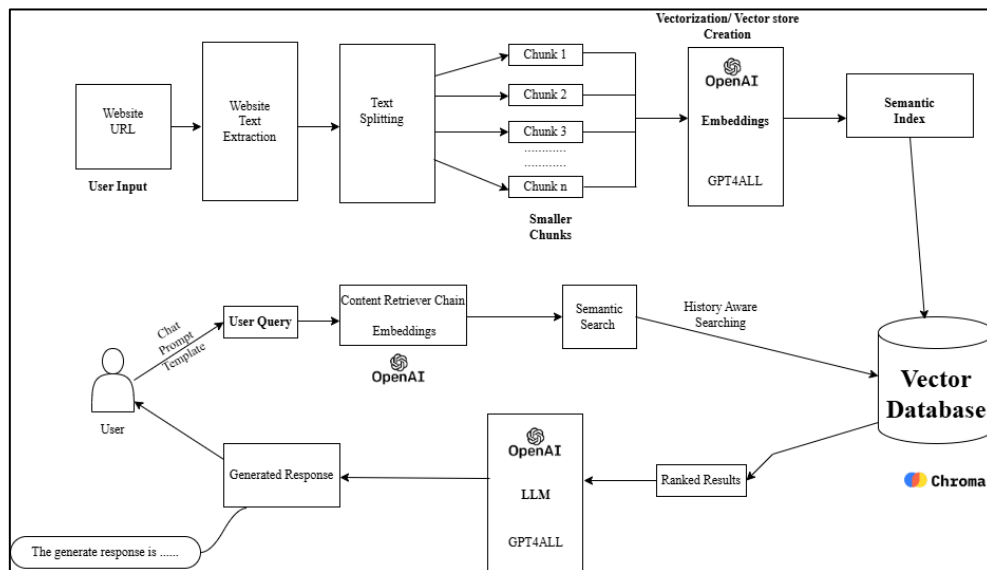 Vectorization/ Vector store
Creation
Website
URL
User Input
Website
Text
Extraction
Text
Splitting
Chunk 1
Chunk 2
Chunk 3
............
............
Chunk n
Smaller
Chunks
OpenAI
Embeddings
GPT4ALL
Semantic
Index
Chat
Prompt
Template
User Query
Content Retriever Chain
Embeddings
OpenAI
Semantic
Search
History Aware
Searching
Vector
Database
Chroma
User
Generated Response
The generate response is ......
OpenAI
LLM
GPT4ALL
Ranked Results